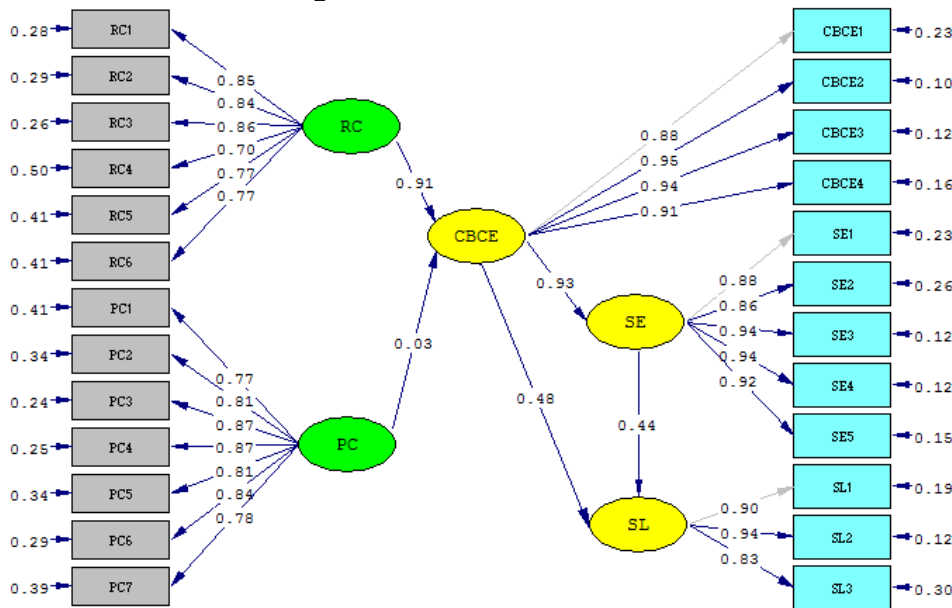 0.28 RC1
0.29 RC2
0.26 RC3
0.50 RC4
0.41 RC5
0.41 RC6
0.41 PC1
0.34 PC2
0.24 PC3
0.25 PC4
0.34 PC5
0.29 PC6
0.39 PC7
0.85
0.84
0.86
0.70
0.77
0.77
RC
0.77
0.81
0.87
0.87
0.81
0.84
0.78
PC
0.91
0.03
CBCE
0.88
0.95
0.94
0.91
0.93
0.48
SE
0.88
0.86
0.94
0.94
0.92
0.44
SL
0.90
0.94
0.83
CBCE1 0.23
CBCE2 0.10
CBCE3 0.12
CBCE4 0.16
SE1 0.23
SE2 0.26
SE3 0.12
SE4 0.12
SE5 0.15
SL1 0.19
SL2 0.12
SL3 0.30